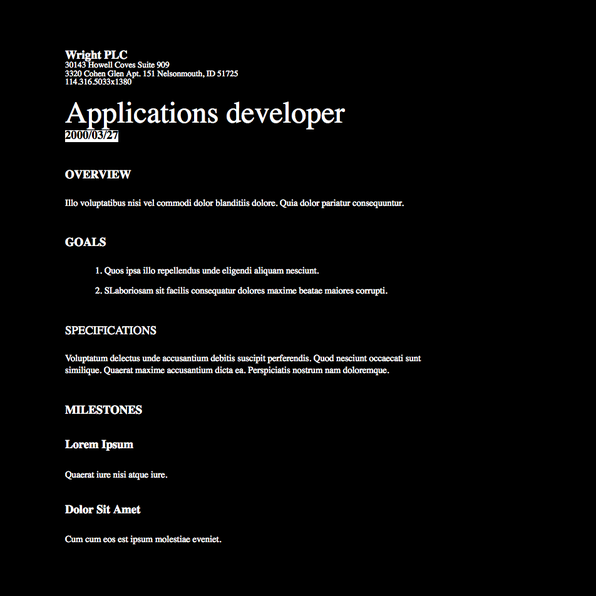 Wright PLC
30143 Howell Coves Suite 909
3320 Cohen Glen Apt. 151 Nelsonmouth, ID 51725
114.316.5033x1380
Applications developer
2000/03/27
OVERVIEW
Illo voluptatibus nisi vel commodi dolor blanditiis dolore. Quia dolor pariatur consequuntur.
GOALS
1. Quos ipsa illo repellendus unde eligendi aliquam nesciunt.
2. SLaboriosam sit facilis consequatur dolores maxime beatae maiores corrupti.
SPECIFICATIONS
Voluptatum delectus unde accusantium debitis suscipit perferendis. Quod nesciunt occaecati sunt
similique. Quaerat maxime accusantium dicta ea. Perspiciatis nostrum nam doloremque.
MILESTONES
Lorem Ipsum
Quaerat iure nisi atque iure.
Dolor Sit Amet
Cum cum eos est ipsum molestiae eveniet.